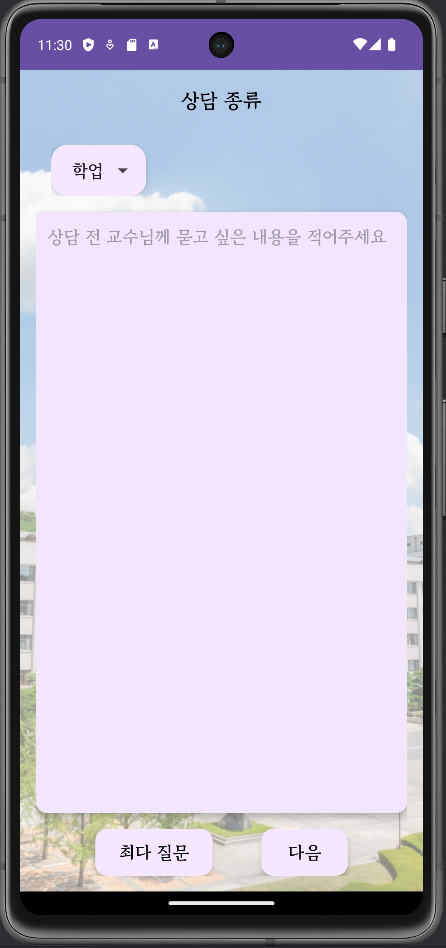 11:30
상담 종류
학업
상담 전 교수님께 묻고 싶은 내용을 적어주세요
최다 질문
다음